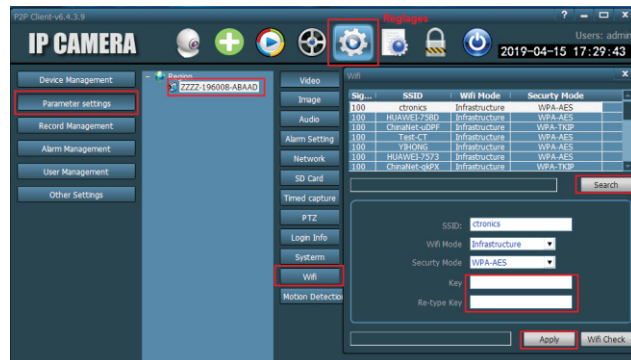 P2P Client-v6.4.3.9
Reglages
? - □ X
IP CAMERA
Users: admin
2019-04-15 17:29:43
Device Management
Parameter settings
Record Management
Alarm Management
User Management
Other Settings
Region
ZZZZ-196008-ABAAD
Video
Image
Audio
Alarm Setting
Network
SD Card
Timed capture
PTZ
Login Info
Systerm
Wifi
Motion Detection
Wifi X
Sig... SSID Wifi Mode Securty Mode
100 ctronics Infrastructure WPA-AES
100 HUAWEI-75BD Infrastructure WPA-AES
100 ChinaNet-uDPF Infrastructure WPA-TKIP
100 Test-CT Infrastructure WPA-AES
100 YIHONG Infrastructure WPA-AES
100 HUAWEI-7573 Infrastructure WPA-AES
100 ChinaNet-qkPX Infrastructure WPA-TKIP
Search
SSID: ctronics
Wifi Mode Infrastructure
Securty Mode WPA-AES
Key
Re-type Key
Apply Wifi Check